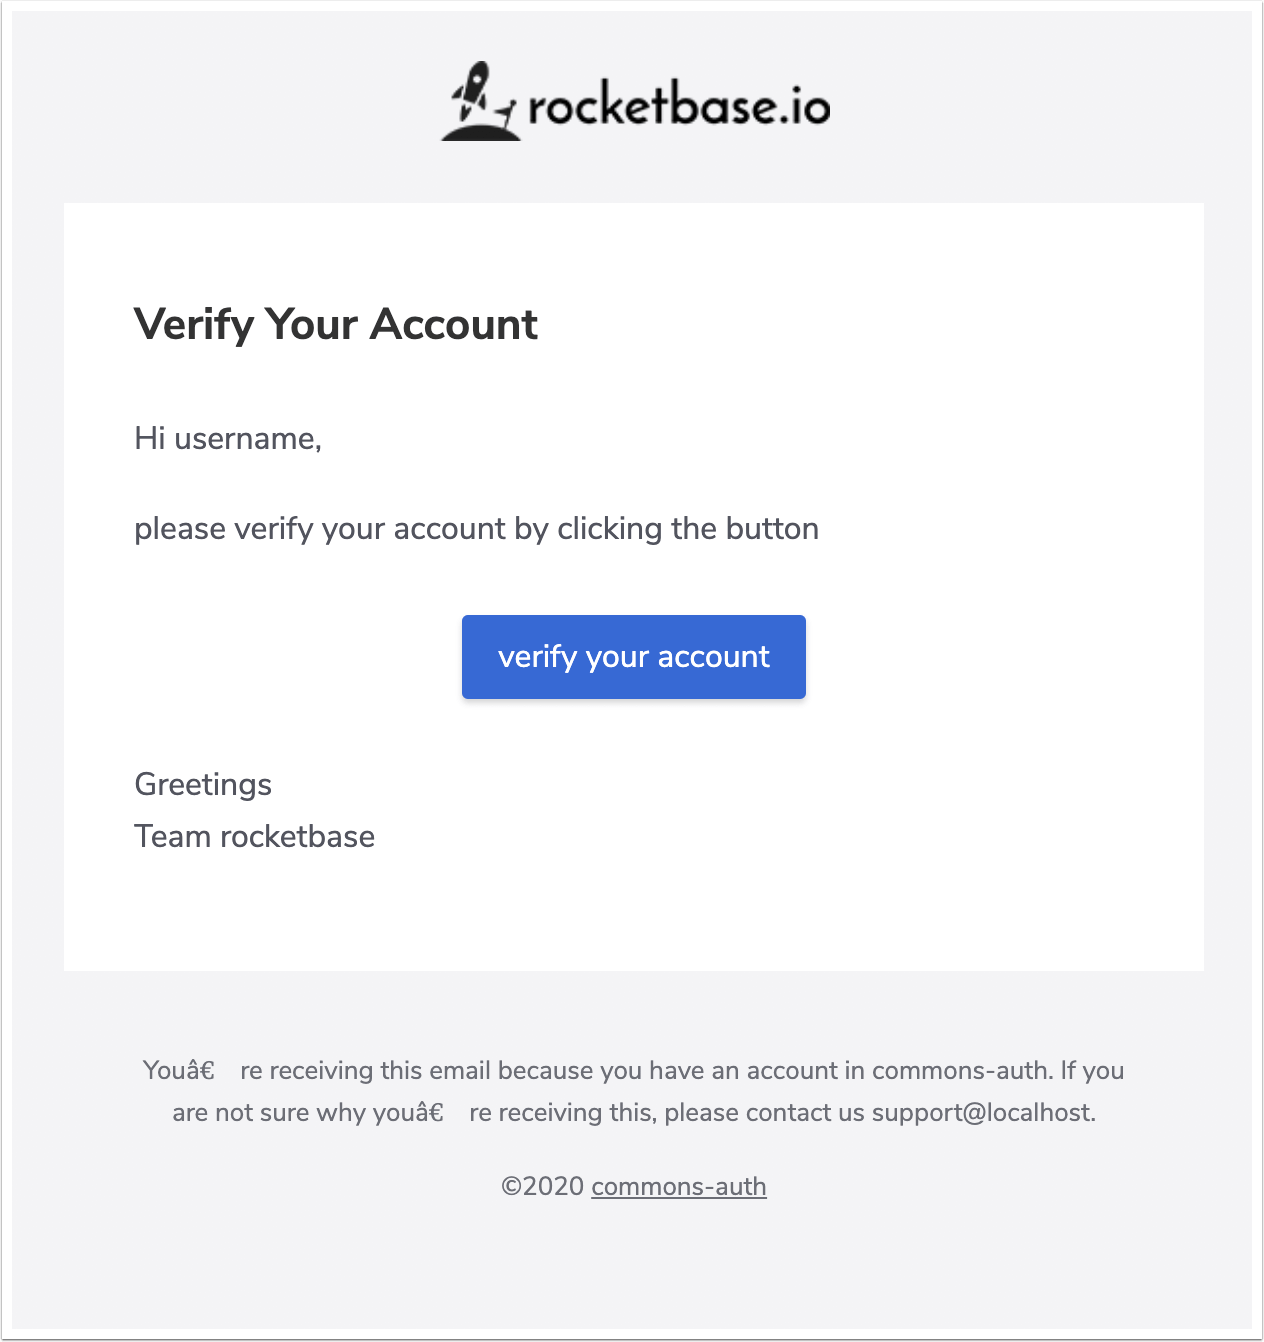 rocketbase.io
Verify Your Account
Hi username,
please verify your account by clicking the button
verify your account
Greetings
Team rocketbase
Youâ€ re receiving this email because you have an account in commons-auth. If you
are not sure why youâ€ re receiving this, please contact us support@localhost.
©2020 commons-auth